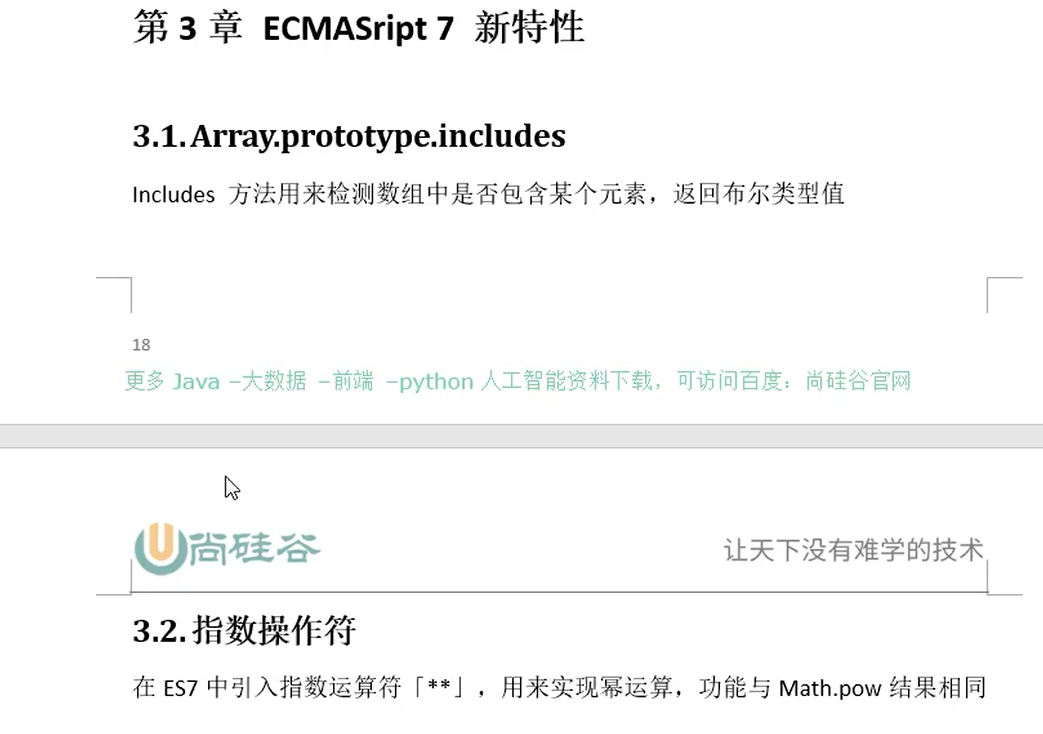 第 3 章 ECMASript 7 新特性
3.1. Array.prototype.includes
Includes 方法用来检测数组中是否包含某个元素，返回布尔类型值
18
更多 Java –大数据 –前端 –python 人工智能资料下载，可访问百度：尚硅谷官网
尚硅谷
让天下没有难学的技术
3.2. 指数操作符
在 ES7 中引入指数运算符「**」，用来实现幂运算，功能与 Math.pow 结果相同